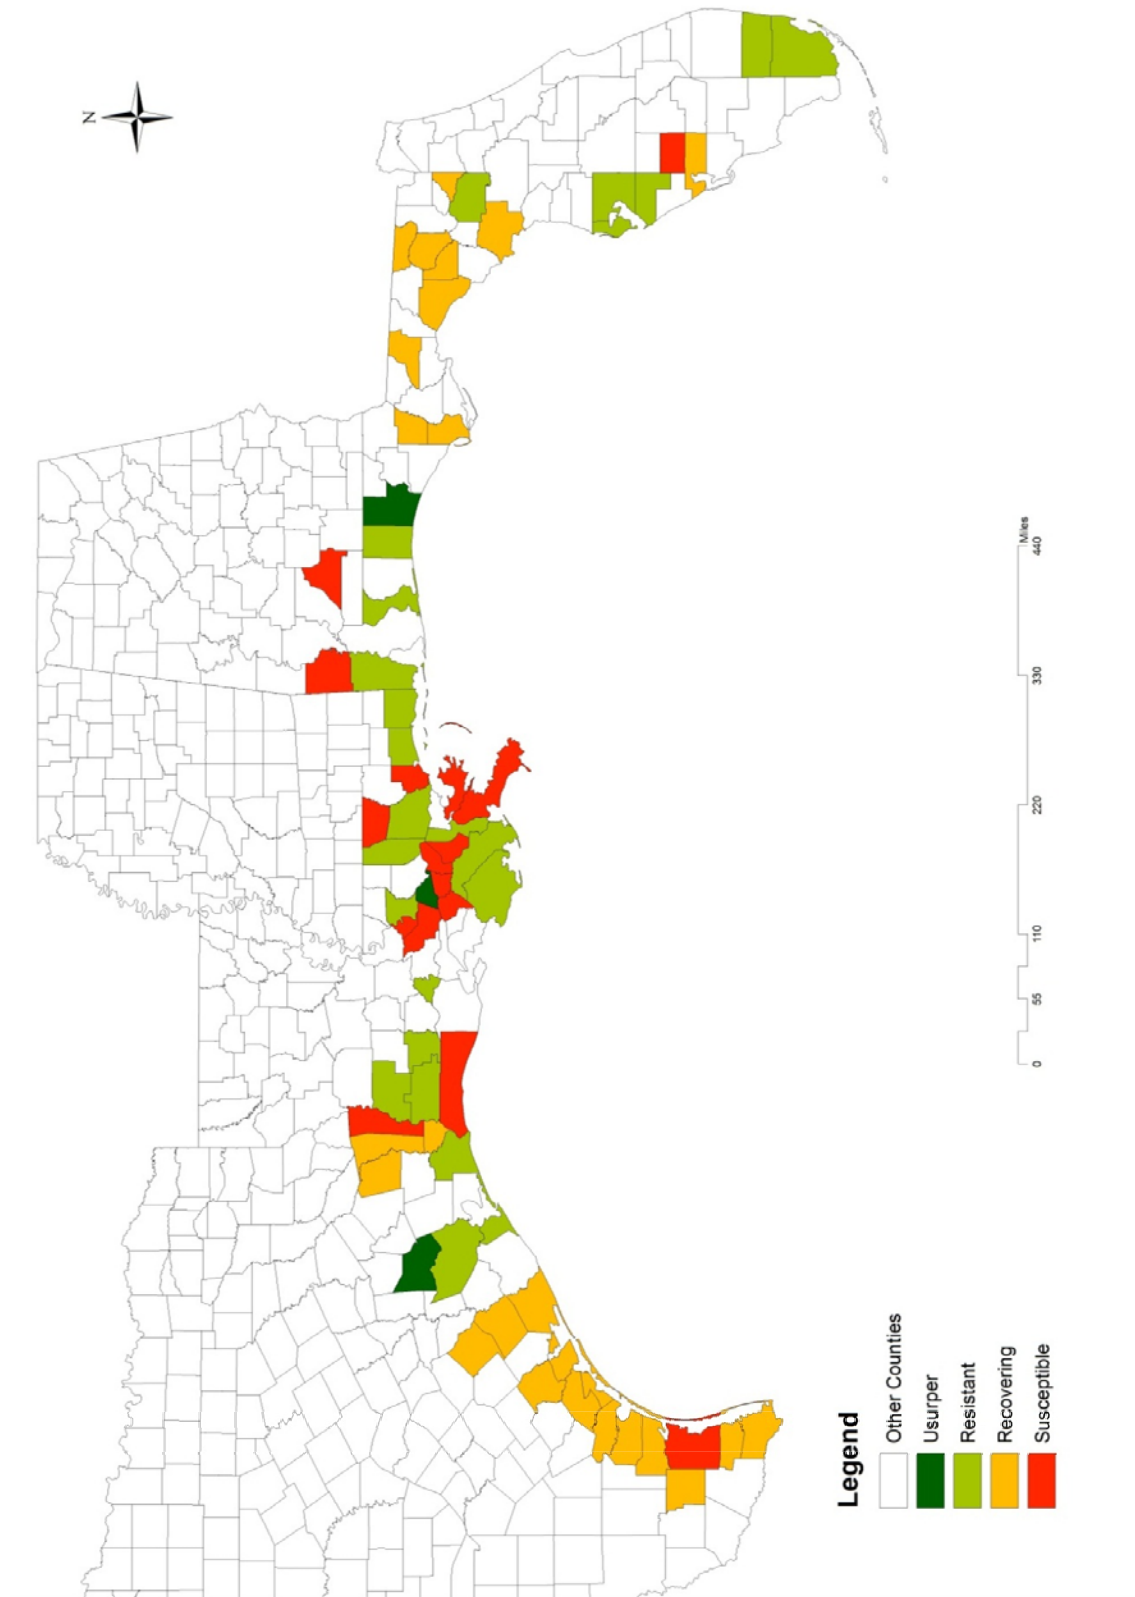 N
Miles
0
55
110
220
330
440
Legend
Other Counties
Usurper
Resistant
Recovering
Susceptible